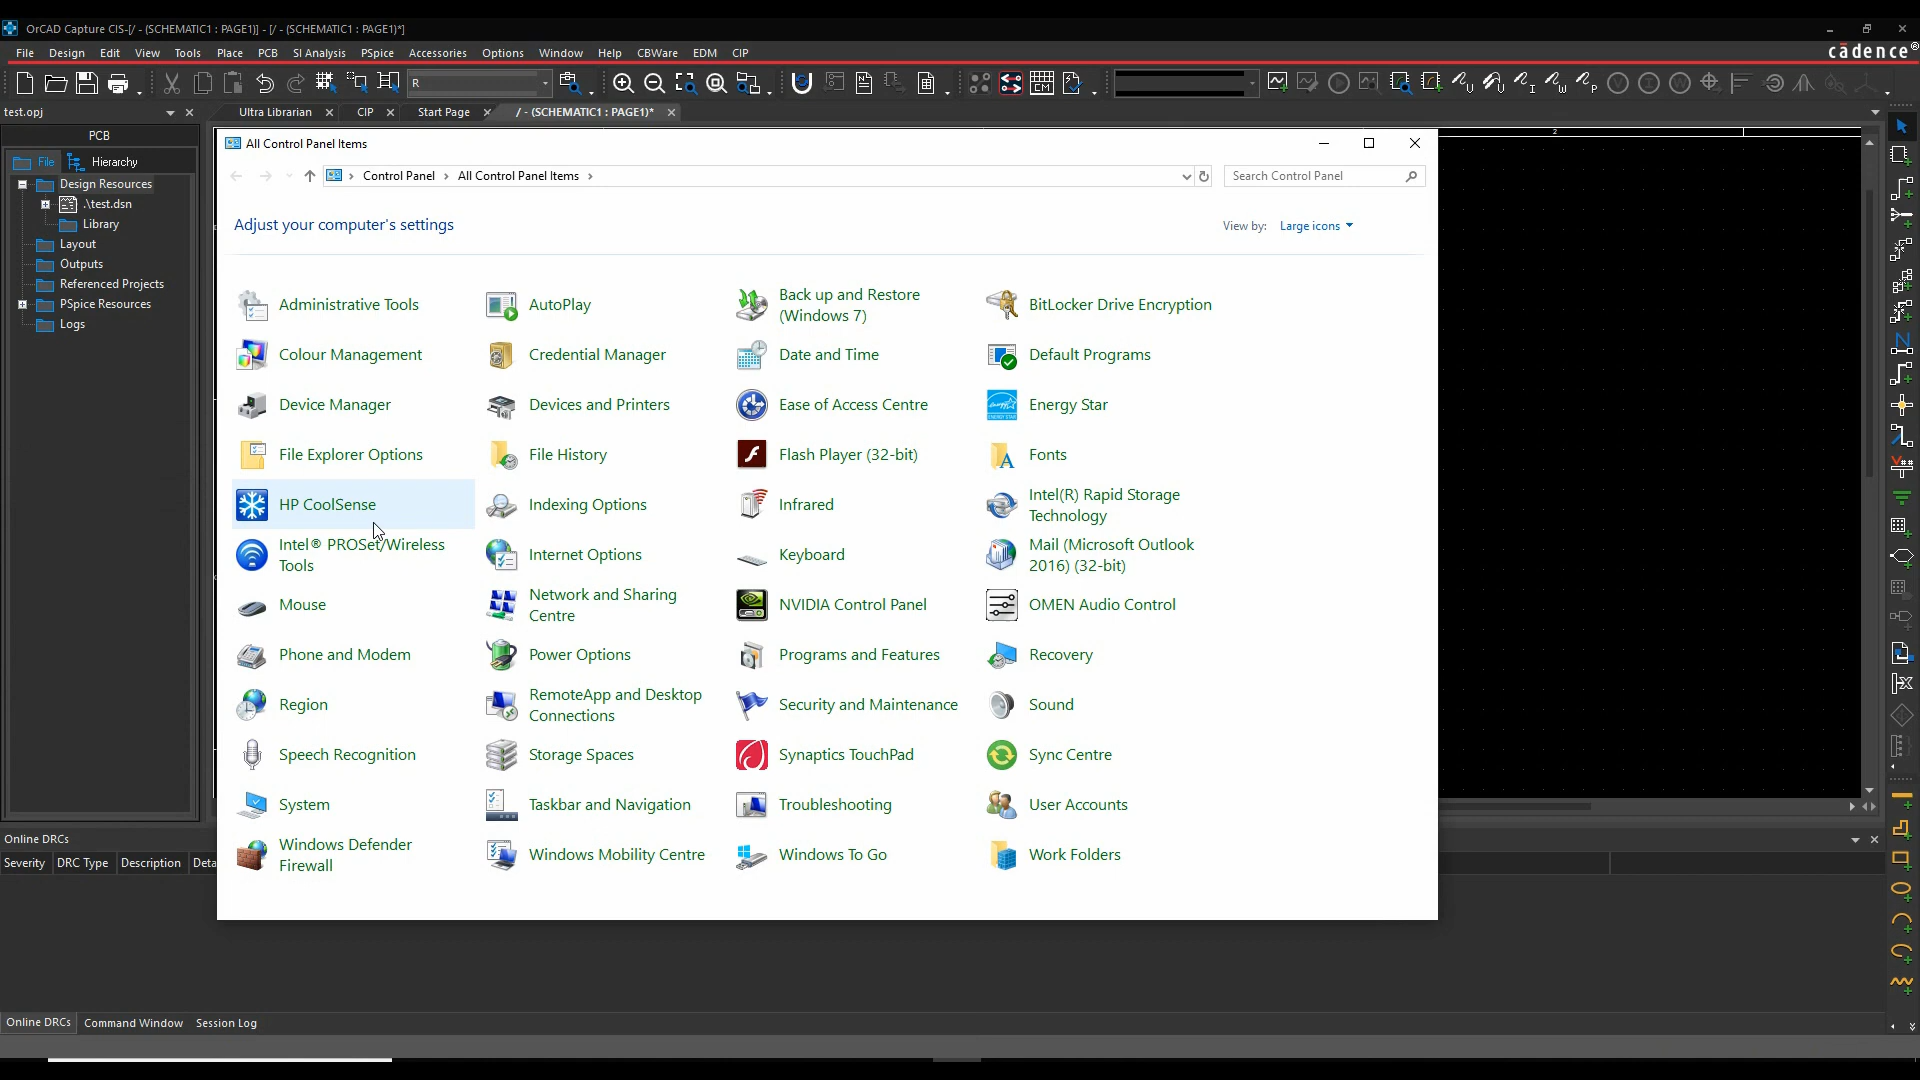 OrCAD Capture CIS-[/ - (SCHEMATIC1 : PAGE1)] - [/ - (SCHEMATIC1 : PAGE1)*]
File Design Edit View Tools Place PCB SI Analysis PSpice Accessories Options Window Help CBWare EDM CIP
cādence®
R
test.opj
Ultra Librarian
CIP
Start Page
/ - (SCHEMATIC1 : PAGE1)*
PCB
File
Hierarchy
Design Resources
.\test.dsn
Library
Layout
Outputs
Referenced Projects
PSpice Resources
Logs
2
All Control Panel Items
Control Panel
All Control Panel Items
Search Control Panel
Adjust your computer's settings
View by: Large icons
Administrative Tools
AutoPlay
Back up and Restore
(Windows 7)
BitLocker Drive Encryption
Colour Management
Credential Manager
Date and Time
Default Programs
Device Manager
Devices and Printers
Ease of Access Centre
Energy Star
File Explorer Options
File History
Flash Player (32-bit)
Fonts
HP CoolSense
Indexing Options
Infrared
Intel(R) Rapid Storage
Technology
Intel® PROSet/Wireless
Tools
Internet Options
Keyboard
Mail (Microsoft Outlook
2016) (32-bit)
Mouse
Network and Sharing
Centre
NVIDIA Control Panel
OMEN Audio Control
Phone and Modem
Power Options
Programs and Features
Recovery
Region
RemoteApp and Desktop
Connections
Security and Maintenance
Sound
Speech Recognition
Storage Spaces
Synaptics TouchPad
Sync Centre
System
Taskbar and Navigation
Troubleshooting
User Accounts
Windows Defender
Firewall
Windows Mobility Centre
Windows To Go
Work Folders
Online DRCs
Severity DRC Type Description Deta
Online DRCs
Command Window
Session Log